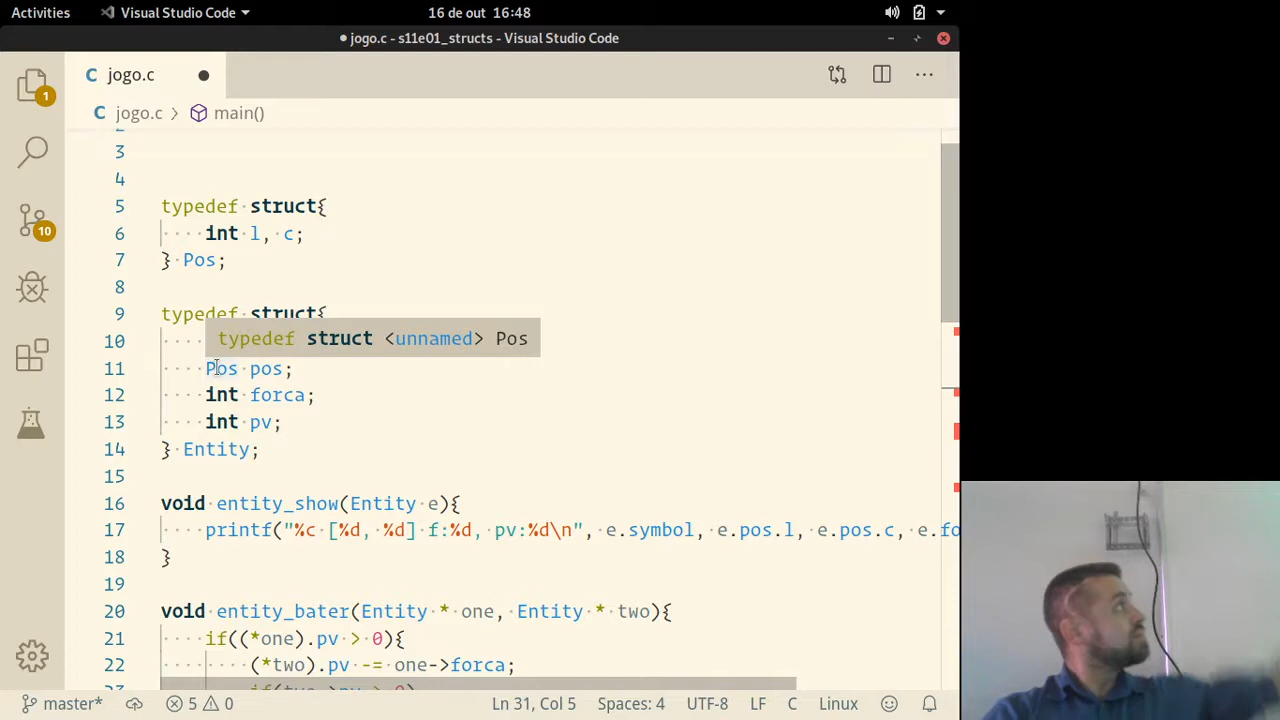 Activities Visual Studio Code 16 de out 16:48
jogo.c - s11e01_structs - Visual Studio Code
C jogo.c
C jogo.c > main()
3
4
5 typedef struct{
6 int l, c;
7 } Pos;
8
9 typedef struct{
10 typedef struct <unnamed> Pos
11 Pos pos;
12 int forca;
13 int pv;
14 } Entity;
15
16 void entity_show(Entity e){
17 printf("%c [%d, %d] f:%d, pv:%d\n", e.symbol, e.pos.l, e.pos.c, e.fo
18 }
19
20 void entity_bater(Entity * one, Entity * two){
21 if((*one).pv > 0){
22 (*two).pv -= one->forca;
1
10
master* 5 0 Ln 31, Col 5 Spaces: 4 UTF-8 LF C Linux